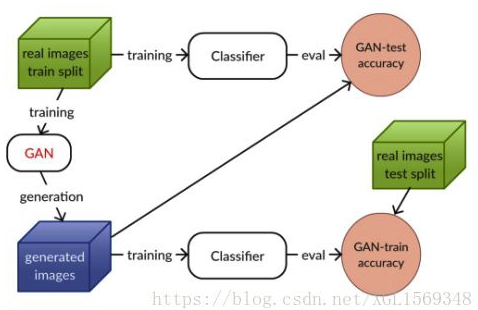 real images
train split
training
Classifier
eval
GAN-test
accuracy
training
GAN
generation
real images
test split
generated
images
training
Classifier
eval
GAN-train
accuracy
https://blog.csdn.net/XGL1569348